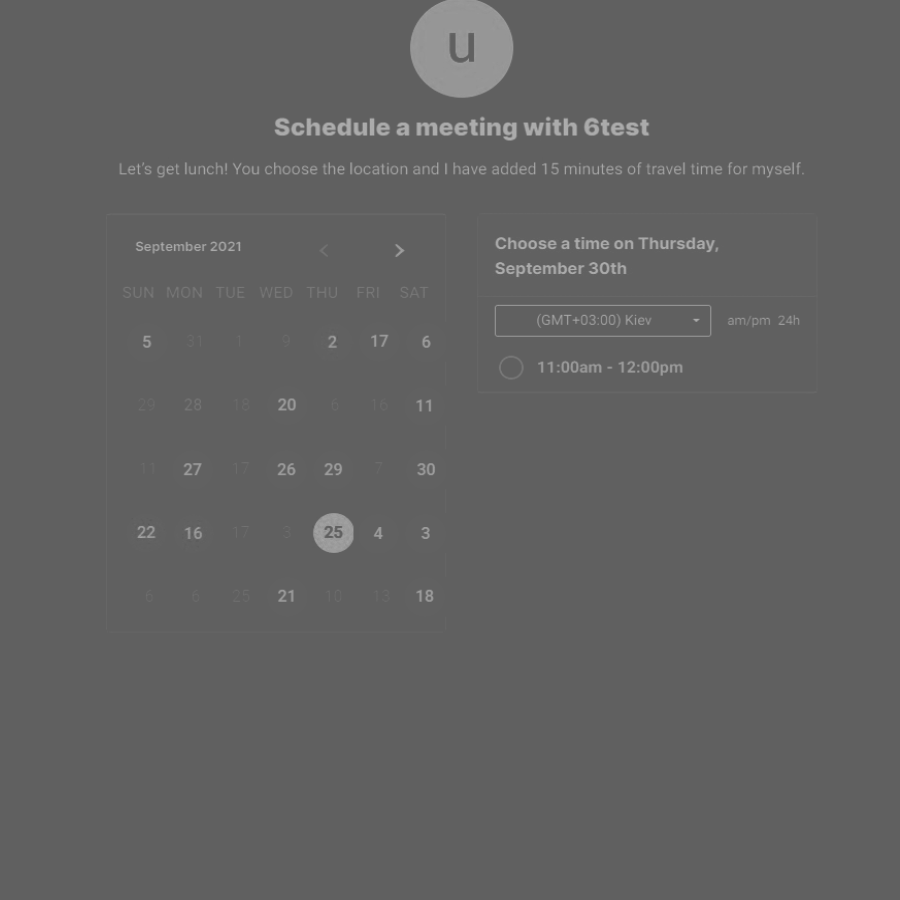 u
Schedule a meeting with 6test
Let's get lunch! You choose the location and I have added 15 minutes of travel time for myself.
September 2021
SUN MON TUE WED THU FRI SAT
5 31 1 9 2 17 6
29 28 18 20 6 16 11
11 27 17 26 29 7 30
22 16 17 3 25 4 3
6 6 25 21 10 13 18
Choose a time on Thursday,
September 30th
(GMT+03:00) Kiev
am/pm 24h
11:00am - 12:00pm